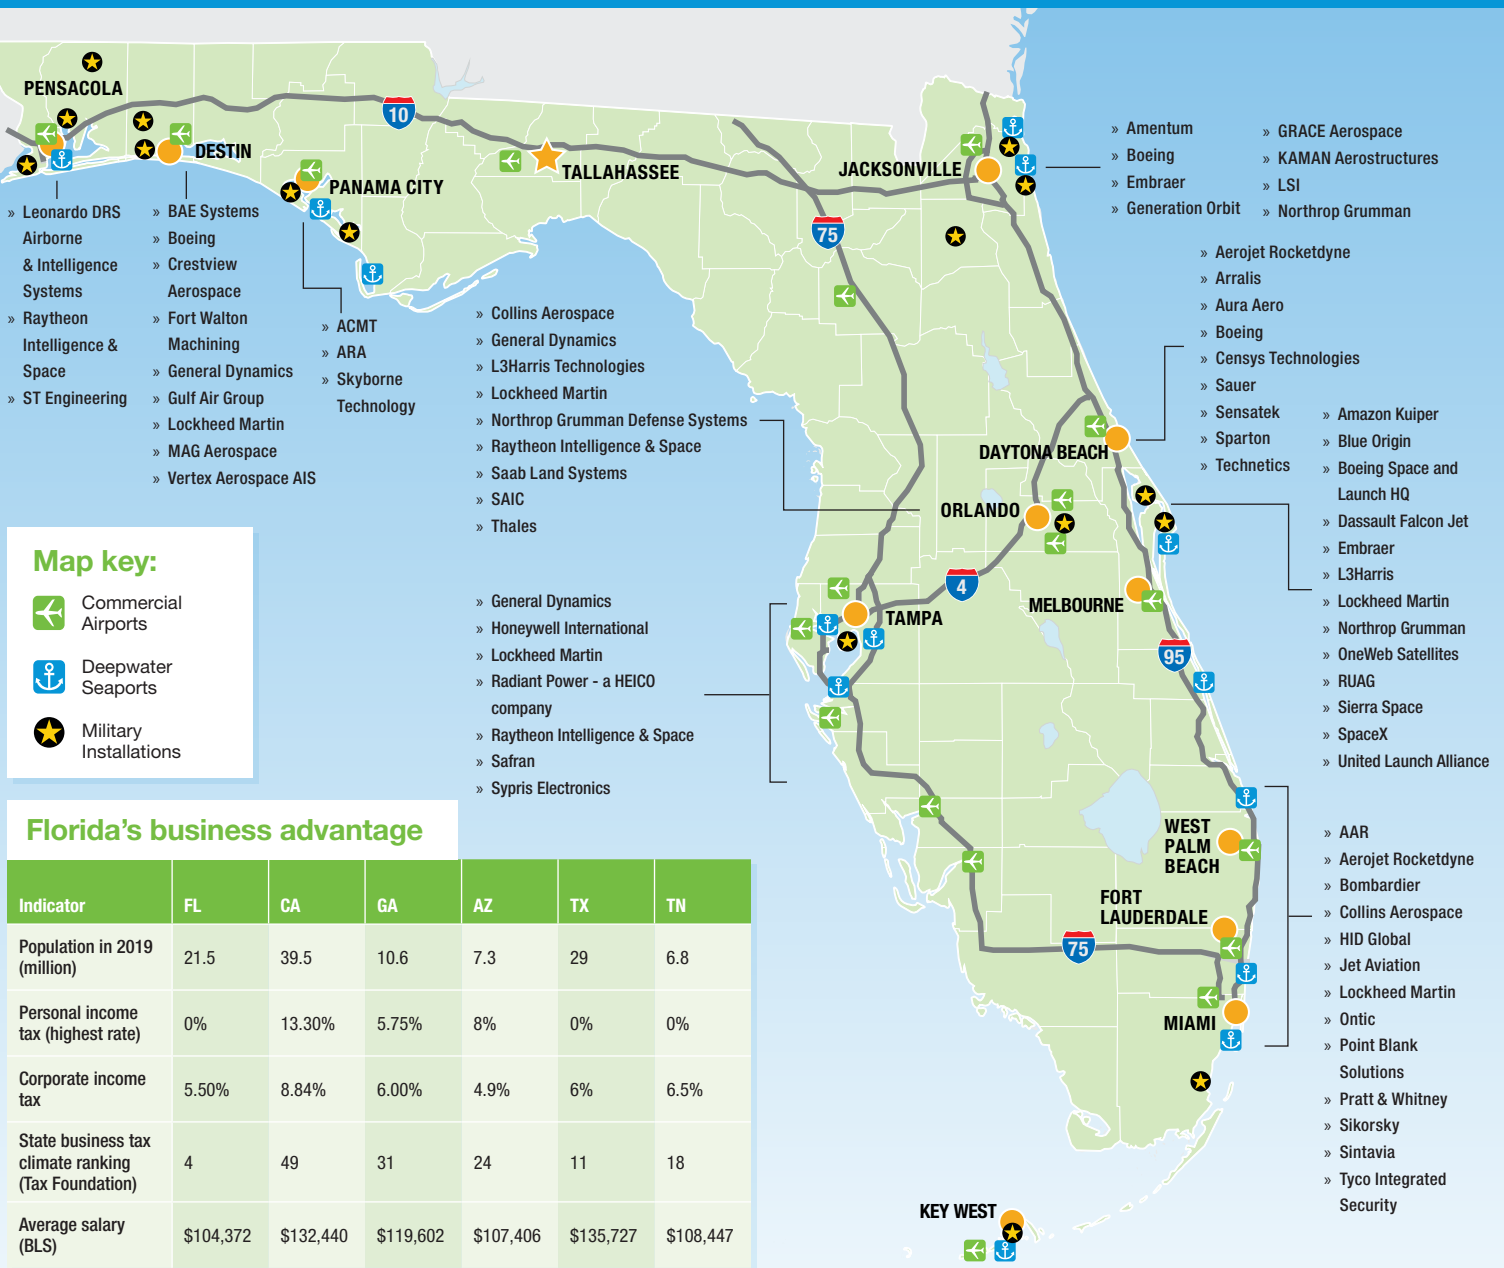 PENSACOLA
10
DESTIN
TALLAHASSEE
PANAMA CITY
JACKSONVILLE
75
» Leonardo DRS
Airborne
& Intelligence
Systems
» Raytheon
Intelligence &
Space
» ST Engineering
» BAE Systems
» Boeing
» Crestview
Aerospace
» Fort Walton
Machining
» General Dynamics
» Gulf Air Group
» Lockheed Martin
» MAG Aerospace
» Vertex Aerospace AIS
» ACMT
» ARA
» Skyborne
Technology
» Amentum
» Boeing
» Embraer
» Generation Orbit
» GRACE Aerospace
» KAMAN Aerostructures
» LSI
» Northrop Grumman
» Aerojet Rocketdyne
» Arralis
» Aura Aero
» Boeing
» Censys Technologies
» Sauer
» Sensatek
» Sparton
» Technetics
» Collins Aerospace
» General Dynamics
» L3Harris Technologies
» Lockheed Martin
» Northrop Grumman Defense Systems
» Raytheon Intelligence & Space
» Saab Land Systems
» SAIC
» Thales
DAYTONA BEACH
ORLANDO
4
MELBOURNE
TAMPA
95
» Amazon Kuiper
» Blue Origin
» Boeing Space and
Launch HQ
» Dassault Falcon Jet
» Embraer
» L3Harris
» Lockheed Martin
» Northrop Grumman
» OneWeb Satellites
» RUAG
» Sierra Space
» SpaceX
» United Launch Alliance
» General Dynamics
» Honeywell International
» Lockheed Martin
» Radiant Power - a HEICO
company
» Raytheon Intelligence & Space
» Safran
» Sypris Electronics
Map key:
Commercial
Airports
Deepwater
Seaports
Military
Installations
WEST
PALM
BEACH
FORT
LAUDERDALE
75
MIAMI
KEY WEST
» AAR
» Aerojet Rocketdyne
» Bombardier
» Collins Aerospace
» HID Global
» Jet Aviation
» Lockheed Martin
» Ontic
» Point Blank
Solutions
» Pratt & Whitney
» Sikorsky
» Sintavia
» Tyco Integrated
Security
Florida's business advantage
Indicator FL CA GA AZ TX TN
Population in 2019
(million) 21.5 39.5 10.6 7.3 29 6.8
Personal income
tax (highest rate) 0% 13.30% 5.75% 8% 0% 0%
Corporate income
tax 5.50% 8.84% 6.00% 4.9% 6% 6.5%
State business tax
climate ranking 4 49 31 24 11 18
(Tax Foundation)
Average salary
(BLS) $104,372 $132,440 $119,602 $107,406 $135,727 $108,447